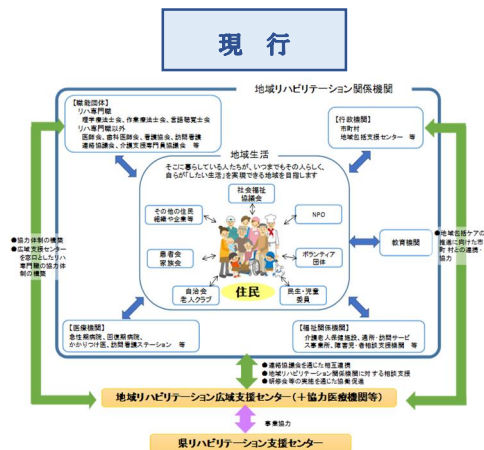 現 行
地域リハビリテーション関係機関
【職能団体】
リハ専門職
理学療法士会、作業療法士会、言語聴覚士会
リハ専門職以外
医師会、歯科医師会、看護協会、訪問看護
連絡協議会、介護支援専門員協議会 等
【行政機関】
市町村
地域包括支援センター 等
地域生活
そこに暮らしている人たちが、いつまでもその人らしく、
自らが「したい生活」を実現できる地域を目指します
社会福祉
協議会
その他の住民
組織や企業等
NPO
患者会
家族会
ボランティア
団体
自治会
老人クラブ
住民
民生・児童
委員
教育機関
●協力体制の構築
●広域支援センター
を窓口としたリハ
専門職の協力体
制の構築
●地域包括ケアの
推進に向けた市
町村との連携・
協力
【医療機関】
急性期病院、回復期病院、
かかりつけ医、訪問看護ステーション 等
【福祉関係機関】
介護老人保健施設、通所・訪問サービ
ス事業所、障害児・者相談支援機関 等
●連絡協議会を通じた相互連携
●地域リハビリテーション関係機関に対する相談支援
●研修会等の実施を通じた協働促進
地域リハビリテーション広域支援センター（＋協力医療機関等）
事業協力
県リハビリテーション支援センター